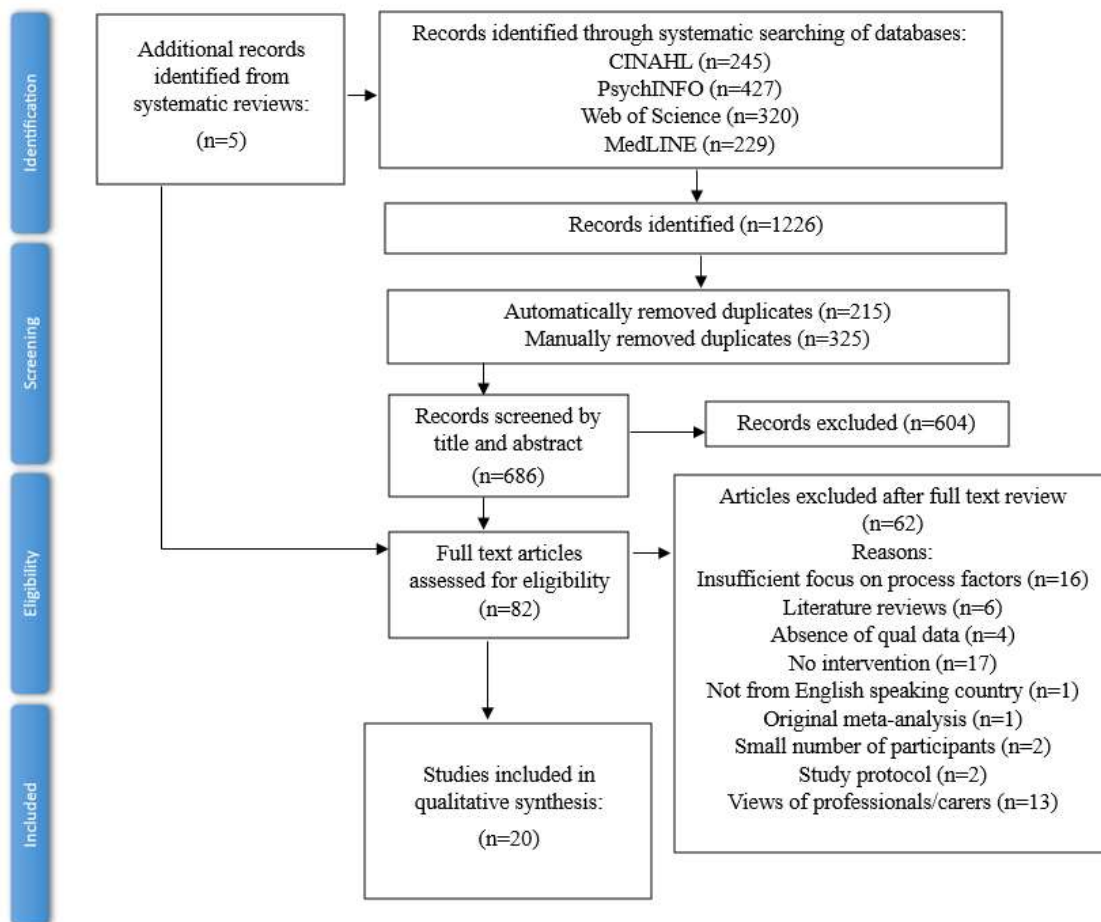 Identification
Additional records
identified from
systematic reviews:
(n=5)
Records identified through systematic searching of databases:
CINAHL (n=245)
PsychINFO (n=427)
Web of Science (n=320)
MedLINE (n=229)
Records identified (n=1226)
Screening
Automatically removed duplicates (n=215)
Manually removed duplicates (n=325)
Records screened by
title and abstract
(n=686)
Records excluded (n=604)
Eligibility
Full text articles
assessed for eligibility
(n=82)
Articles excluded after full text review
(n=62)
Reasons:
Insufficient focus on process factors (n=16)
Literature reviews (n=6)
Absence of qual data (n=4)
No intervention (n=17)
Not from English speaking country (n=1)
Original meta-analysis (n=1)
Small number of participants (n=2)
Study protocol (n=2)
Views of professionals/carers (n=13)
Included
Studies included in
qualitative synthesis:
(n=20)